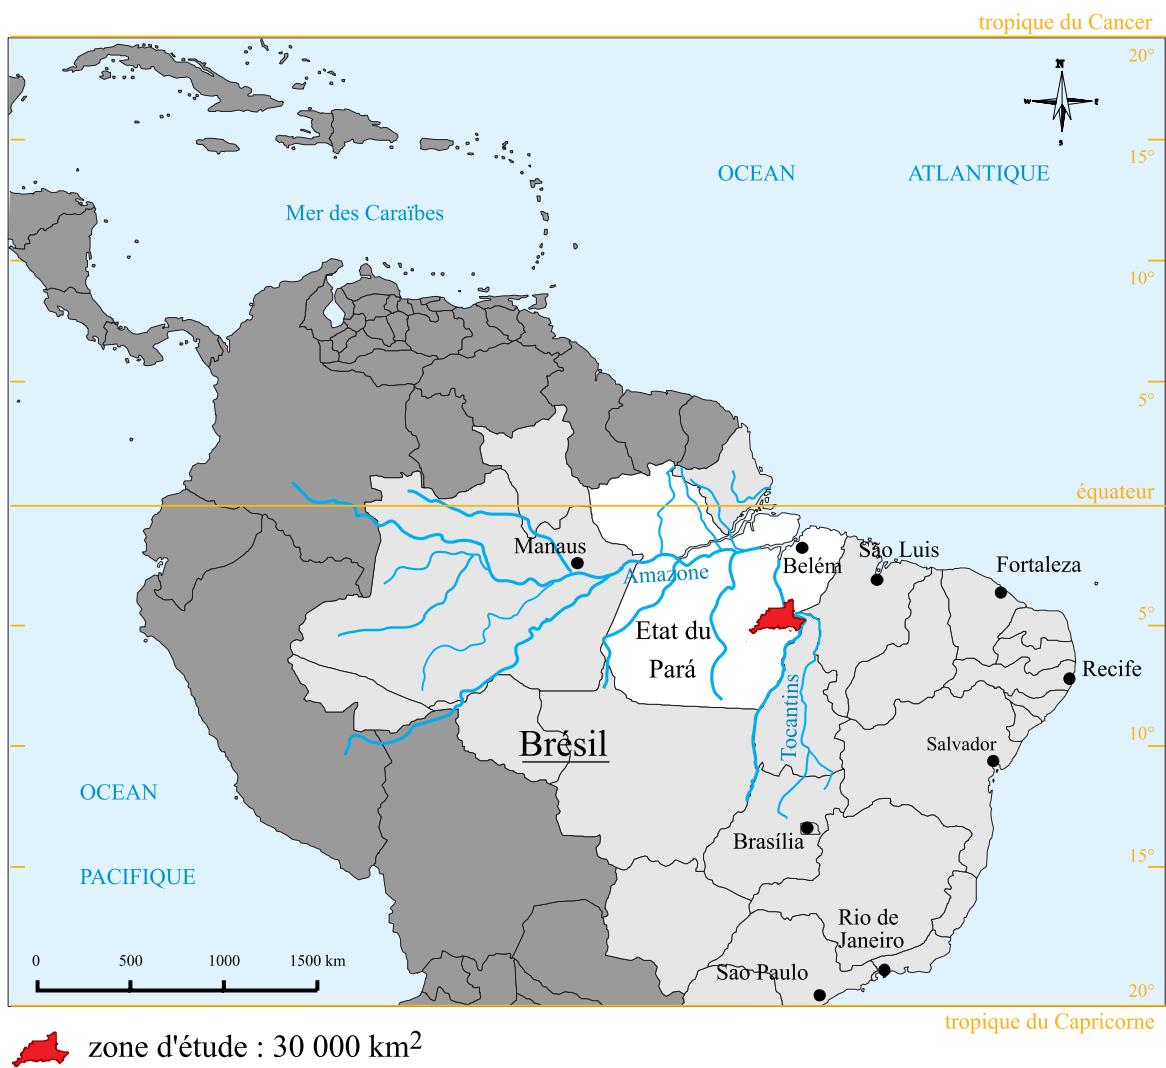 tropique du Cancer
20°
N
W
E
S
15°
OCEAN ATLANTIQUE
Mer des Caraïbes
10°
5°
équateur
Manaus
São Luis
Belém
Fortaleza
Amazone
5°
Etat du
Pará
Recife
Tocantins
Brésil
Salvador
10°
OCEAN
Brasília
15°
PACIFIQUE
Rio de
Janeiro
Sao Paulo
0 500 1000 1500 km
20°
tropique du Capricorne
zone d'étude : 30 000 km2